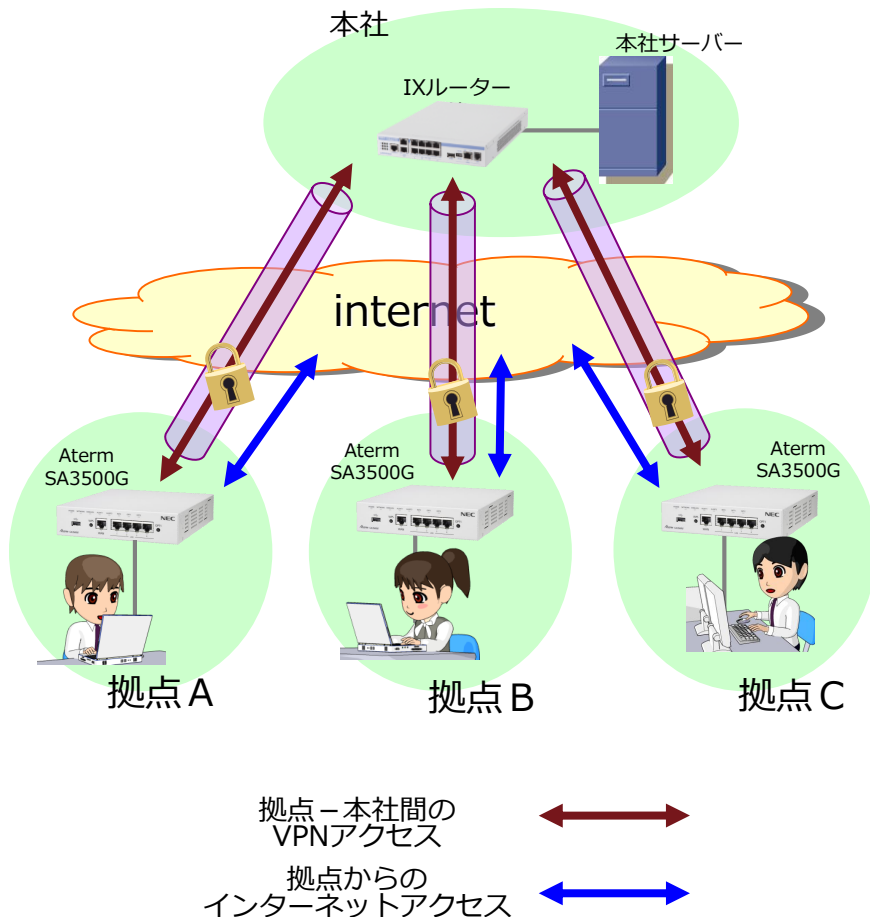 本社
本社サーバー
IXルーター
internet
Aterm
SA3500G
NEC
Aterm
SA3500G
NEC
Aterm
SA3500G
NEC
拠点A
拠点B
拠点C
拠点－本社間の
VPNアクセス
拠点からの
インターネットアクセス